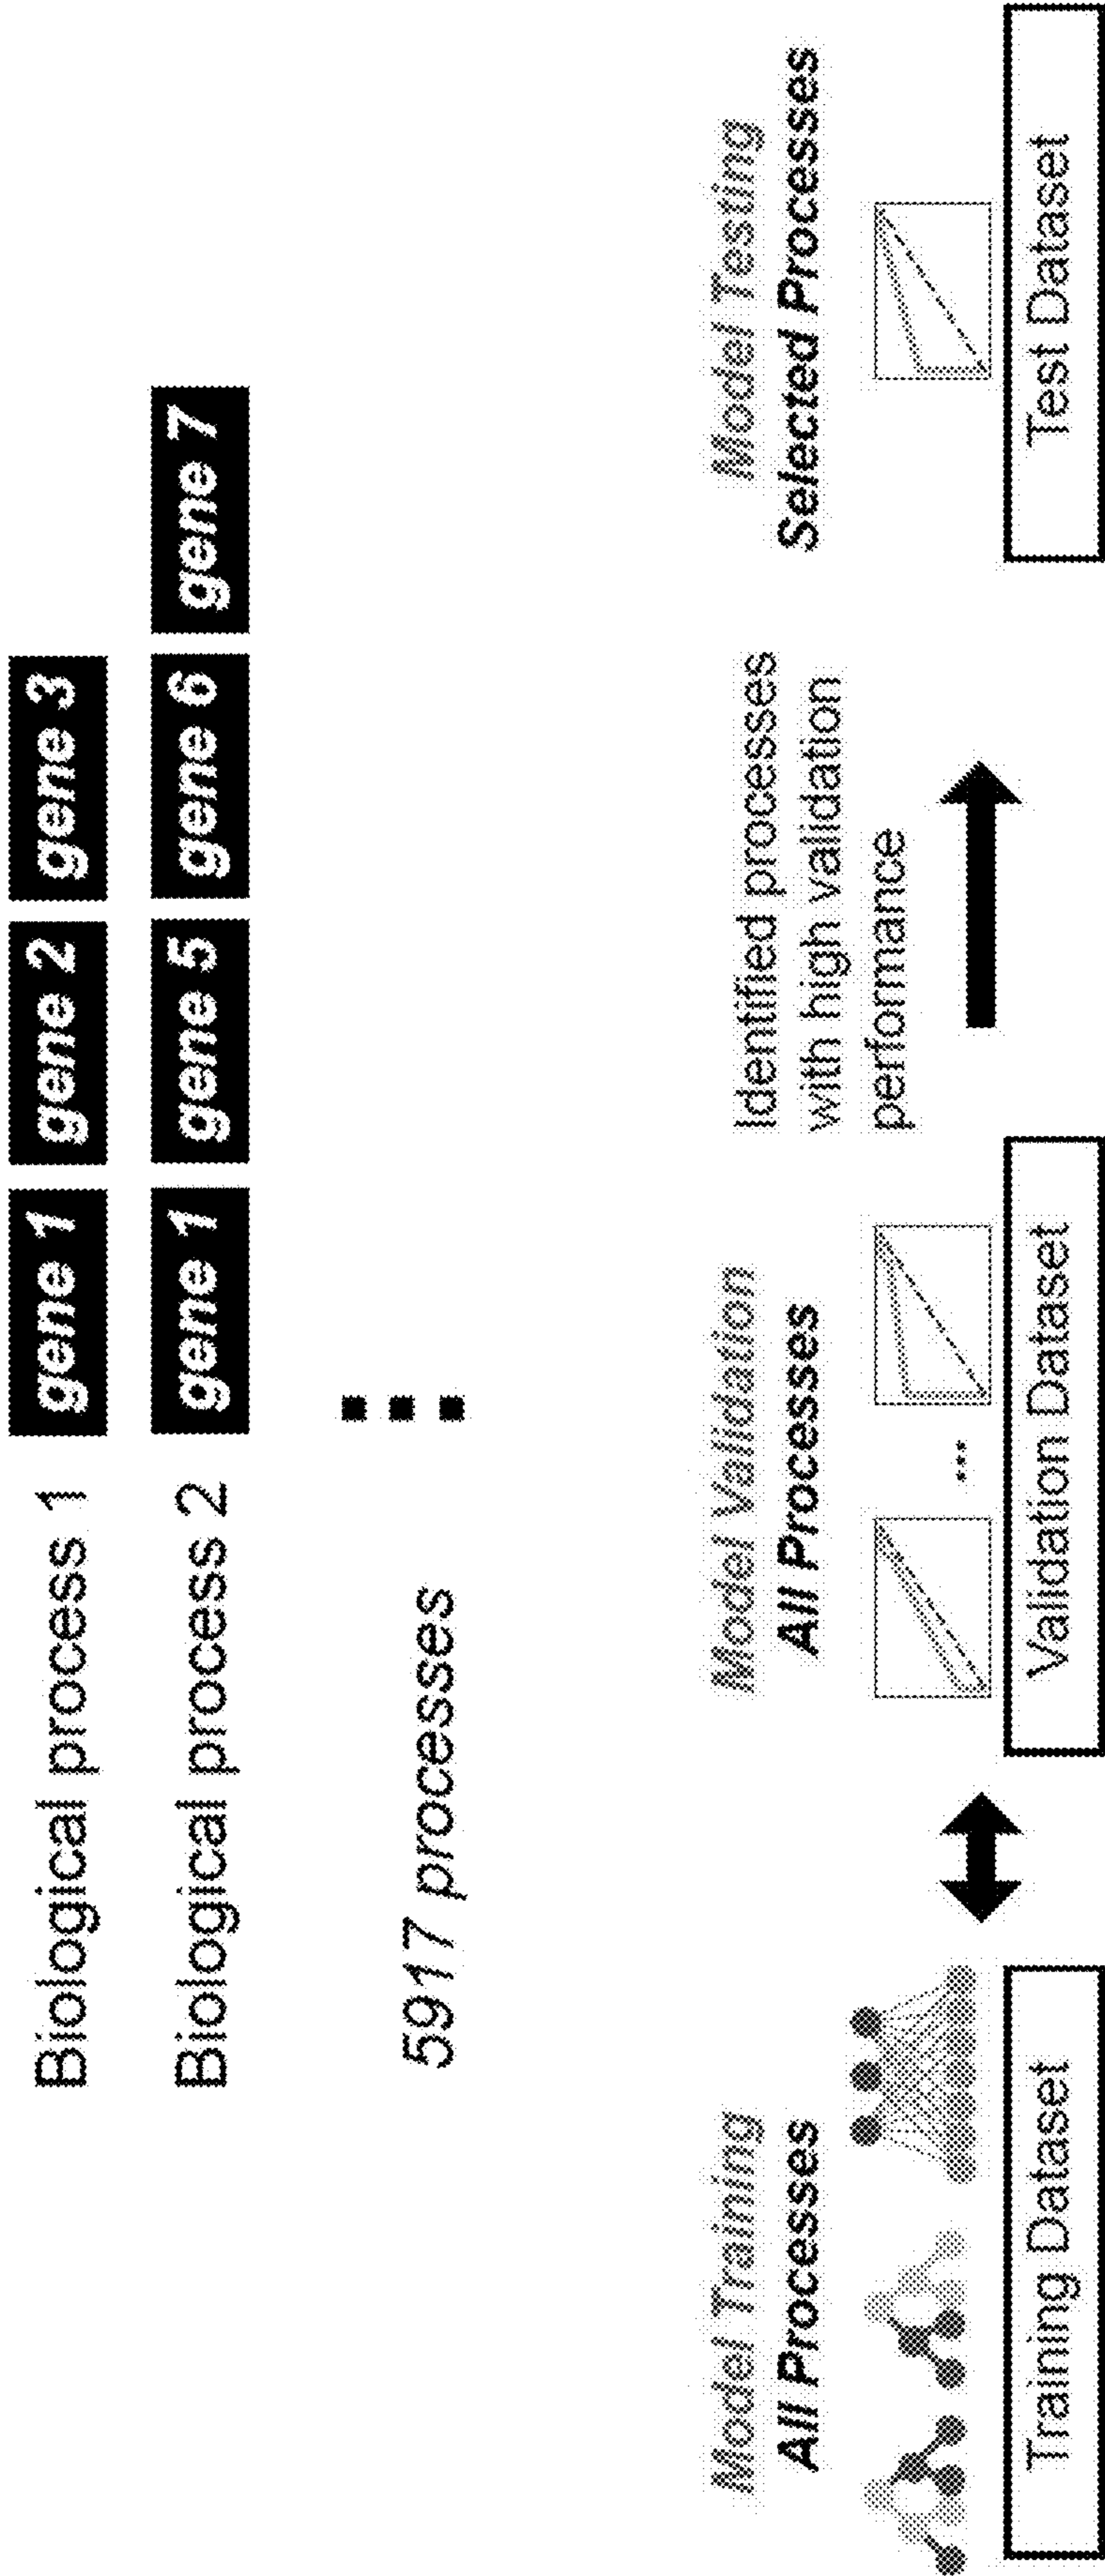 Biological process 1 gene 1 gene 2 gene 3
Biological process 2 gene 1 gene 5 gene 6 gene 7
5917 processes
Model Training
All Processes
Training Dataset
Model Validation
All Processes
...
Validation Dataset
Identified processes
with high validation
performance
Model Testing
Selected Processes
Test Dataset